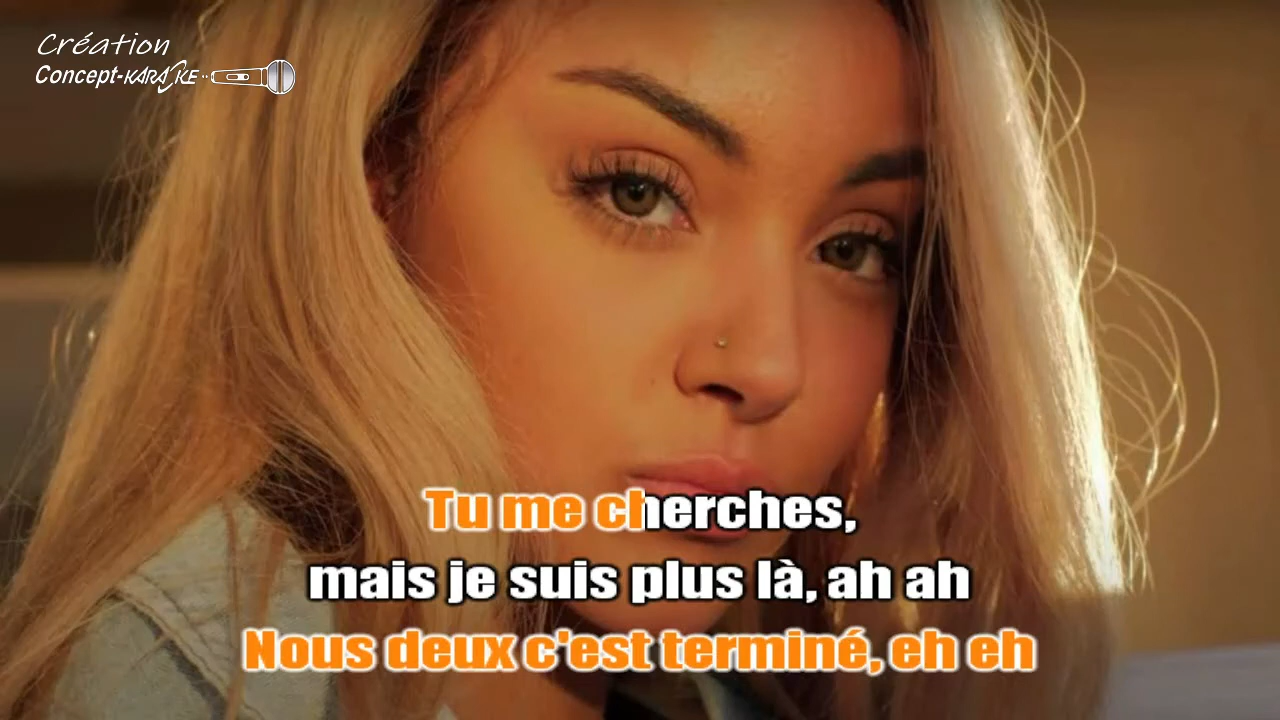 Création
Concept-KARAOKE
Tu me cherches,
mais je suis plus là, ah ah
Nous deux c'est terminé, eh eh